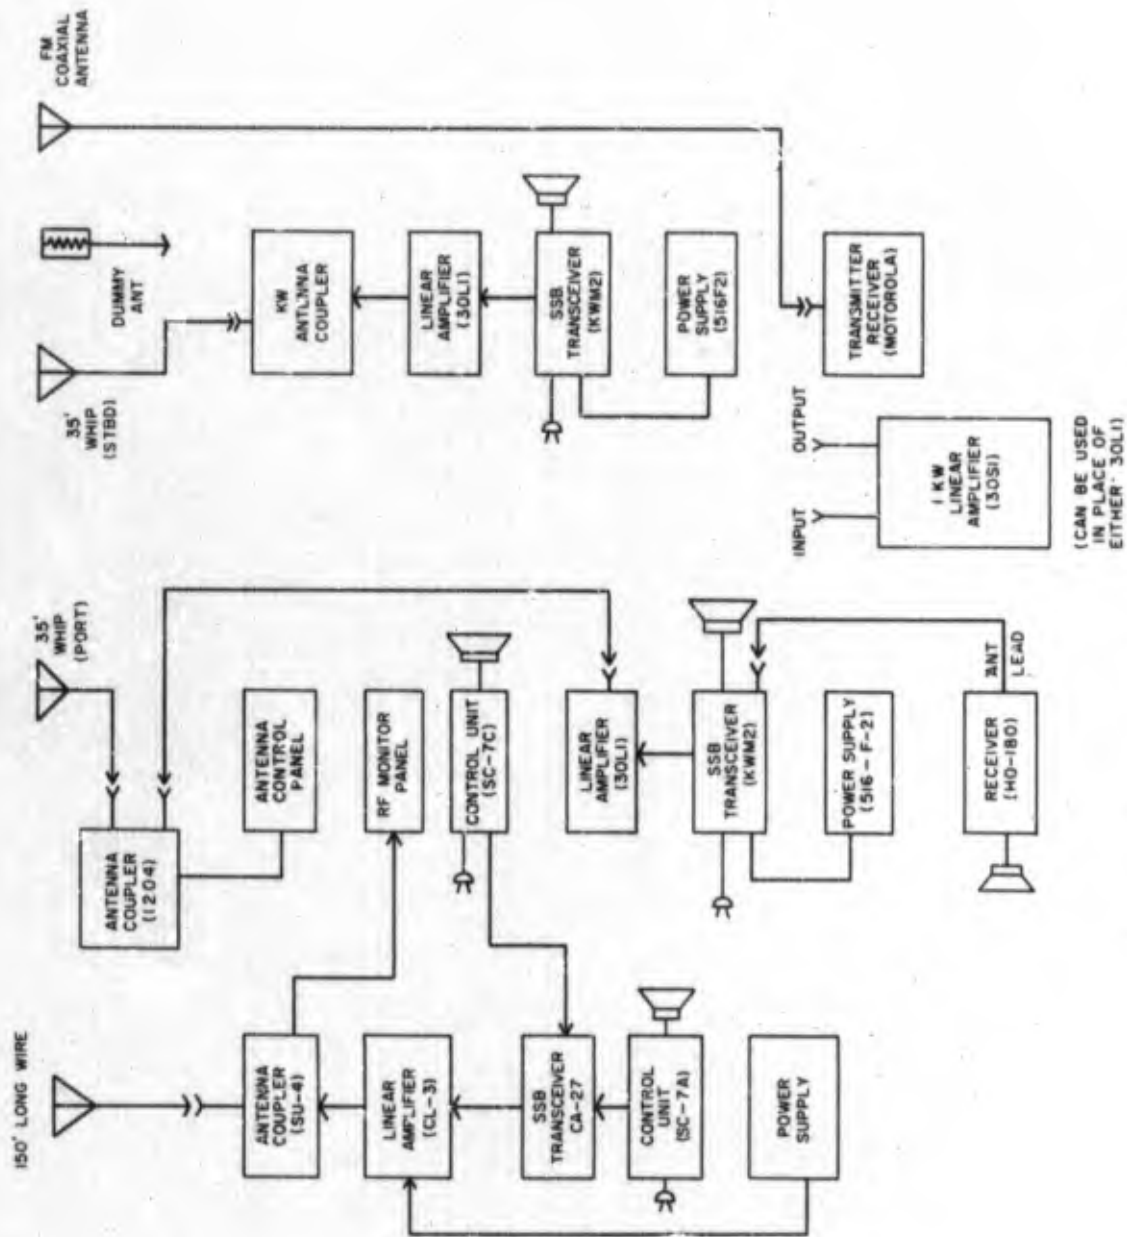 150' LONG WIRE
ANTENNA
COUPLER
(SU-4)
LINEAR
AMPLIFIER
(CL-3)
SSB
TRANSCEIVER
CA-27
CONTROL
UNIT
(SC-7A)
POWER
SUPPLY
35'
WHIP
(PORT)
ANTENNA
COUPLER
(1204)
ANTENNA
CONTROL
PANEL
RF MONITOR
PANEL
CONTROL UNIT
(SC-7C)
LINEAR
AMPLIFIER
(30L1)
SSB
TRANSCEIVER
(KWM2)
POWER SUPPLY
(516-F-2)
ANT
LEAD
RECEIVER
(HO-180)
35'
WHIP
(STBD)
DUMMY
ANT
KW
ANTENNA
COUPLER
LINEAR
AMPLIFIER
(30L1)
SSB
TRANSCEIVER
(KWM2)
POWER
SUPPLY
(516F2)
FM
COAXIAL
ANTENNA
TRANSMITTER
RECEIVER
(MOTOROLA)
INPUT
OUTPUT
1 KW
LINEAR
AMPLIFIER
(30S1)
(CAN BE USED
IN PLACE OF
EITHER 30L1)